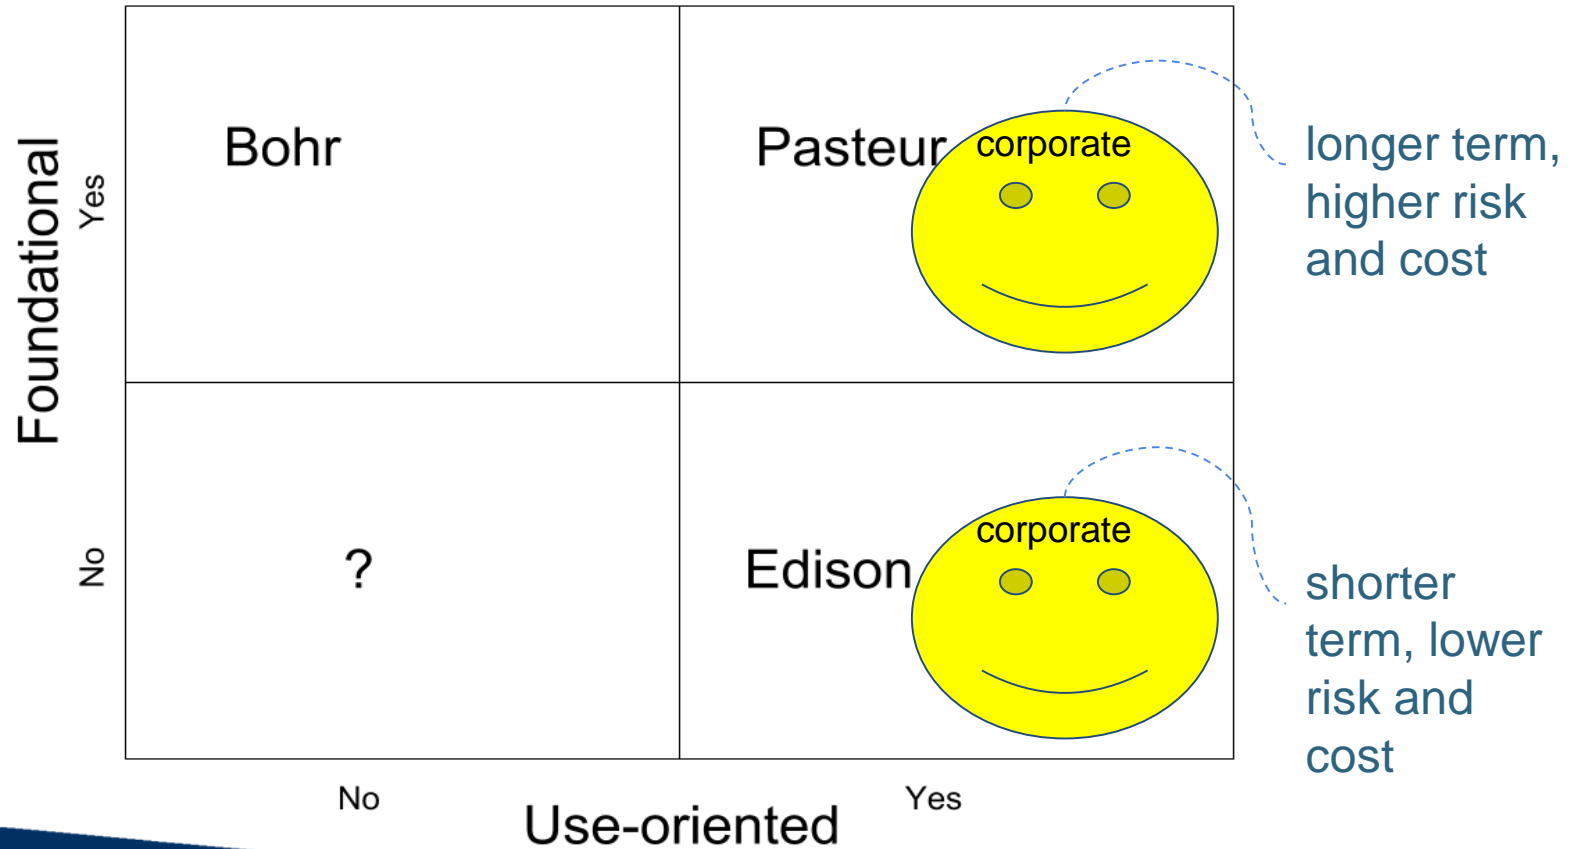 Foundational
Yes
No
Bohr
Pasteur
corporate
longer term,
higher risk
and cost
?
Edison
corporate
shorter
term, lower
risk and
cost
No
Yes
Use-oriented